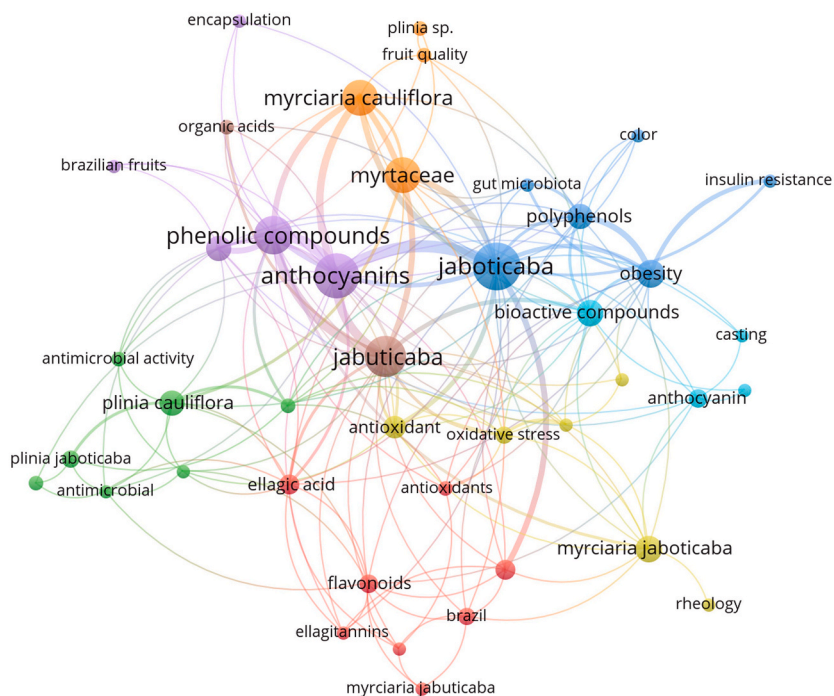 encapsulation
plinia sp.
fruit quality
myrciaria cauliflora
organic acids
color
brazilian fruits
myrtaceae
gut microbiota
insulin resistance
polyphenols
phenolic compounds
anthocyanins
jaboticaba
obesity
bioactive compounds
casting
jabuticaba
antimicrobial activity
plinia cauliflora
anthocyanin
antioxidant
oxidative stress
plinia jaboticaba
antimicrobial
ellagic acid
antioxidants
myrciaria jaboticaba
flavonoids
rheology
brazil
ellagitannins
myrciaria jabuticaba